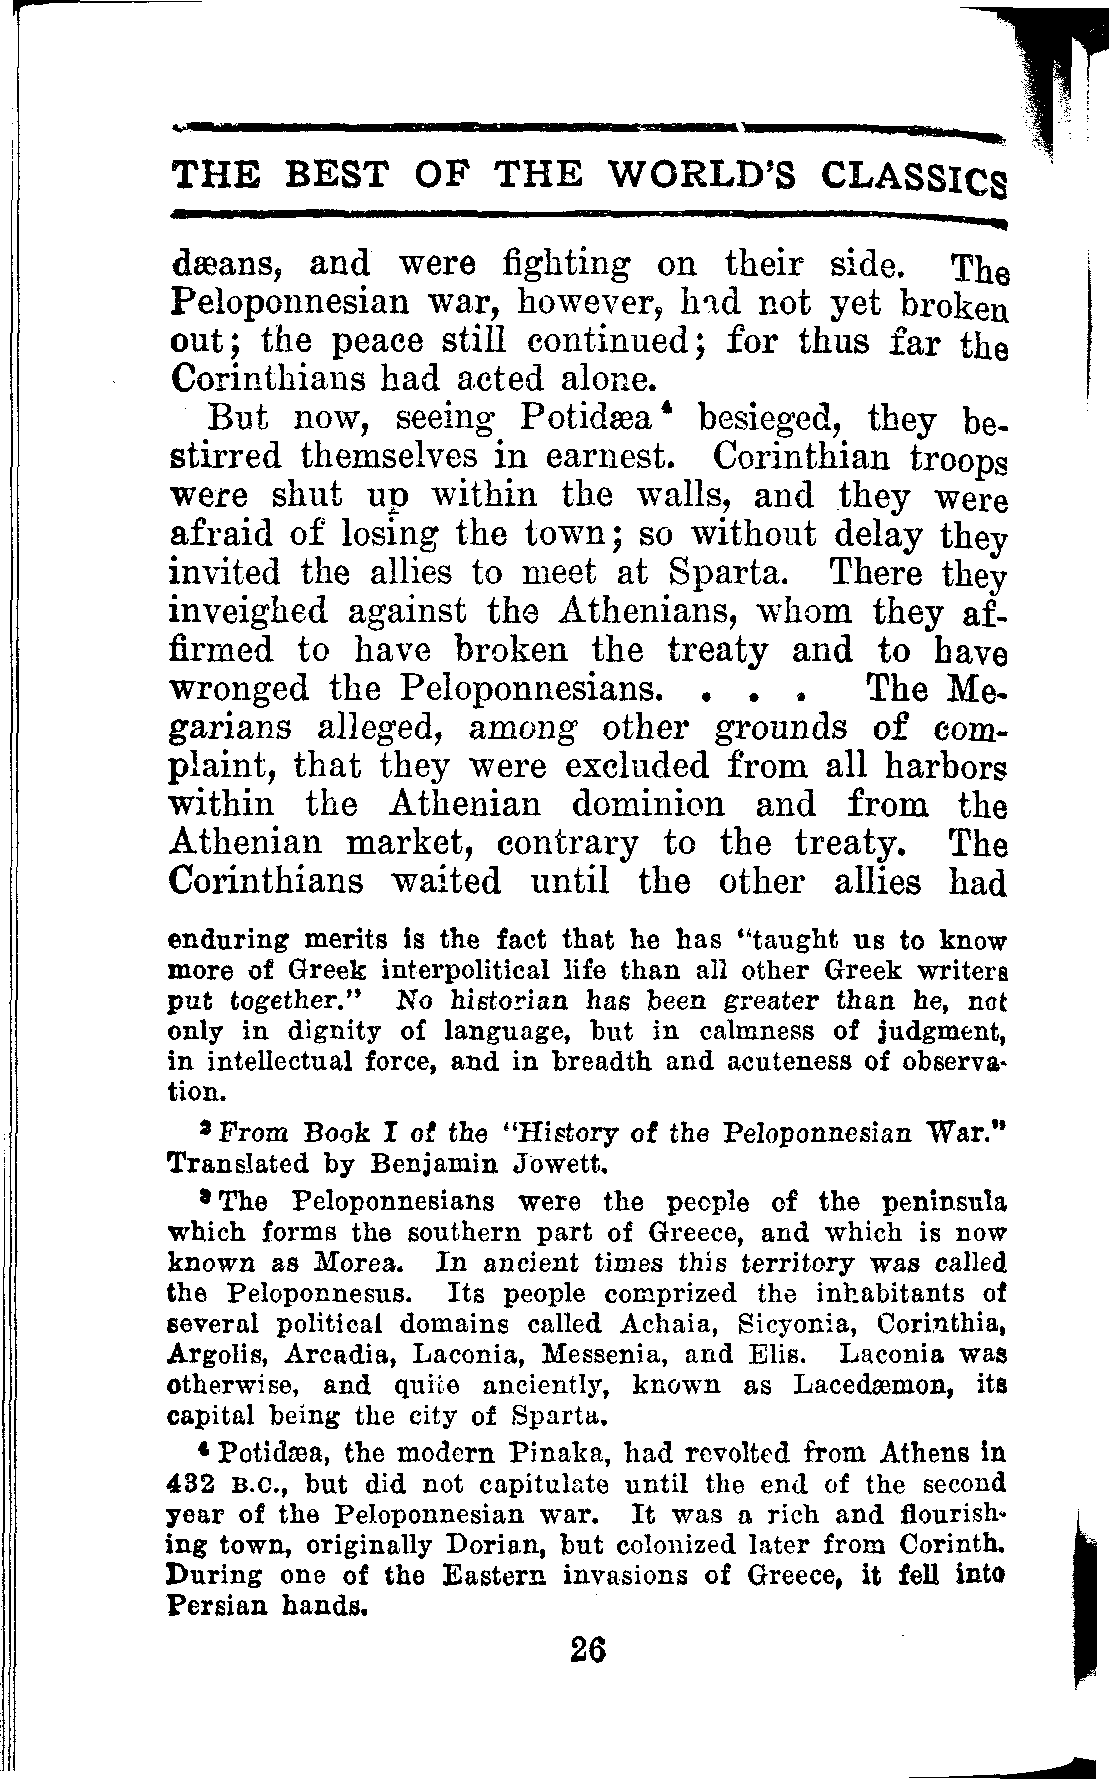 THE BEST OF THE WORLD'S CLASSICS
dæans, and were fighting on their side. The
Peloponnesian war, however, had not yet broken
out; the peace still continued; for thus far the
Corinthians had acted alone.
But now, seeing Potidæa⁴ besieged, they be-
stirred themselves in earnest. Corinthian troops
were shut up within the walls, and they were
afraid of losing the town; so without delay they
invited the allies to meet at Sparta. There they
inveighed against the Athenians, whom they af-
firmed to have broken the treaty and to have
wronged the Peloponnesians. . . . The Me-
garians alleged, among other grounds of com-
plaint, that they were excluded from all harbors
within the Athenian dominion and from the
Athenian market, contrary to the treaty. The
Corinthians waited until the other allies had
enduring merits is the fact that he has "taught us to know
more of Greek interpolitical life than all other Greek writers
put together." No historian has been greater than he, not
only in dignity of language, but in calmness of judgment,
in intellectual force, and in breadth and acuteness of observa-
tion.
² From Book I of the "History of the Peloponnesian War."
Translated by Benjamin Jowett.
³ The Peloponnesians were the people of the peninsula
which forms the southern part of Greece, and which is now
known as Morea. In ancient times this territory was called
the Peloponnesus. Its people comprized the inhabitants of
several political domains called Achaia, Sicyonia, Corinthia,
Argolis, Arcadia, Laconia, Messenia, and Elis. Laconia was
otherwise, and quite anciently, known as Lacedæmon, its
capital being the city of Sparta.
⁴ Potidæa, the modern Pinaka, had revolted from Athens in
432 B.C., but did not capitulate until the end of the second
year of the Peloponnesian war. It was a rich and flourish-
ing town, originally Dorian, but colonized later from Corinth.
During one of the Eastern invasions of Greece, it fell into
Persian hands.
26